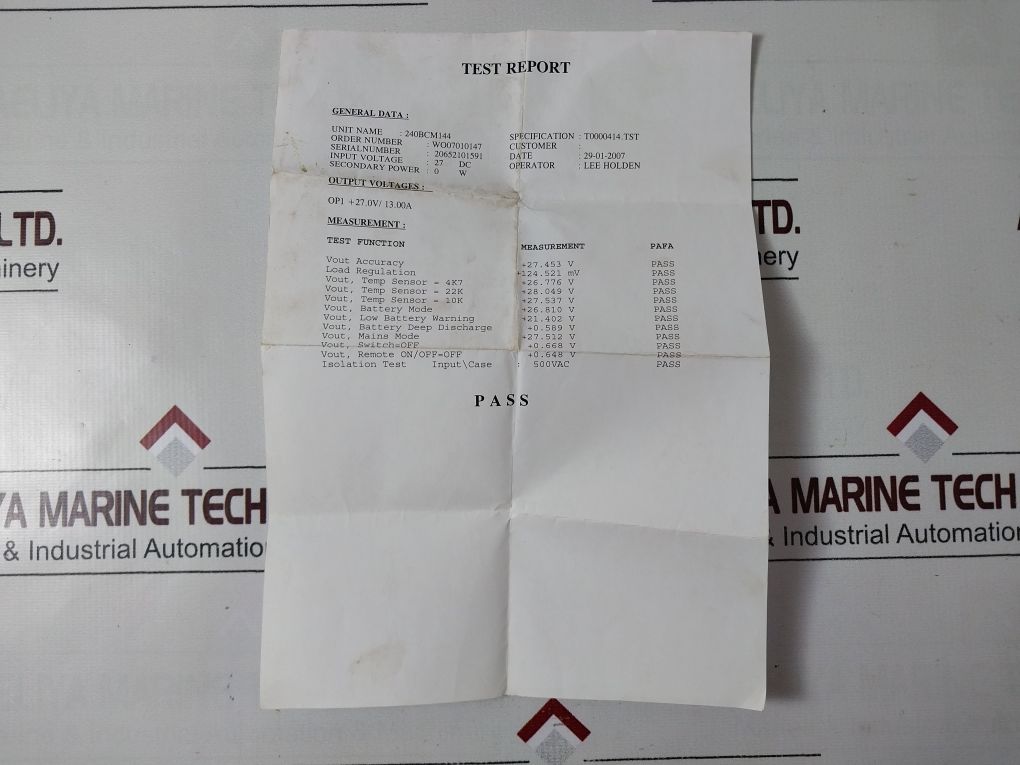 TEST REPORT
GENERAL DATA :
UNIT NAME : 240BCM144
ORDER NUMBER : WO07010147
SERIALNUMBER : 20652101591
INPUT VOLTAGE : 27 DC
SECONDARY POWER : 0 W
SPECIFICATION : T0000414.TST
CUSTOMER :
DATE : 29-01-2007
OPERATOR : LEE HOLDEN
OUTPUT VOLTAGES :
OP1 +27.0V/ 13.00A
MEASUREMENT :
TEST FUNCTION MEASUREMENT PAFA
Vout Accuracy +27.453 V PASS
Load Regulation +124.521 mV PASS
Vout, Temp Sensor = 4K7 +26.776 V PASS
Vout, Temp Sensor = 22K +28.049 V PASS
Vout, Temp Sensor = 10K +27.537 V PASS
Vout, Battery Mode +26.810 V PASS
Vout, Low Battery Warning +21.402 V PASS
Vout, Battery Deep Discharge +0.589 V PASS
Vout, Mains Mode +27.512 V PASS
Vout, Switch=OFF +0.668 V PASS
Vout, Remote ON/OFF=OFF +0.648 V PASS
Isolation Test Input\Case : 500VAC PASS
PASS
LTD.
inery
LTD.
nery
YA MARINE TECH
& Industrial Automatio
A MARINE TECH
& Industrial Automation